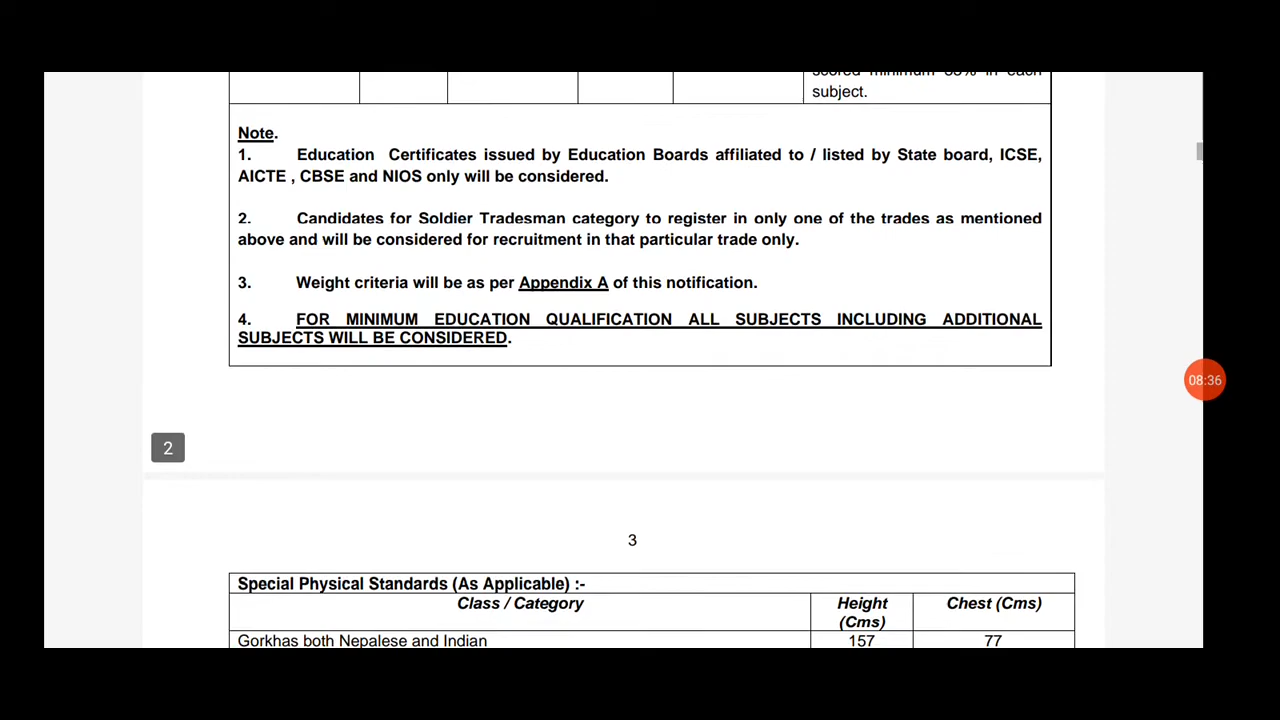 subject.
Note.
1. Education Certificates issued by Education Boards affiliated to / listed by State board, ICSE,
AICTE , CBSE and NIOS only will be considered.
2. Candidates for Soldier Tradesman category to register in only one of the trades as mentioned
above and will be considered for recruitment in that particular trade only.
3. Weight criteria will be as per Appendix A of this notification.
4. FOR MINIMUM EDUCATION QUALIFICATION ALL SUBJECTS INCLUDING ADDITIONAL
SUBJECTS WILL BE CONSIDERED.
08:36
2
3
Special Physical Standards (As Applicable) :-
Class / Category Height (Cms) Chest (Cms)
Gorkhas both Nepalese and Indian 157 77